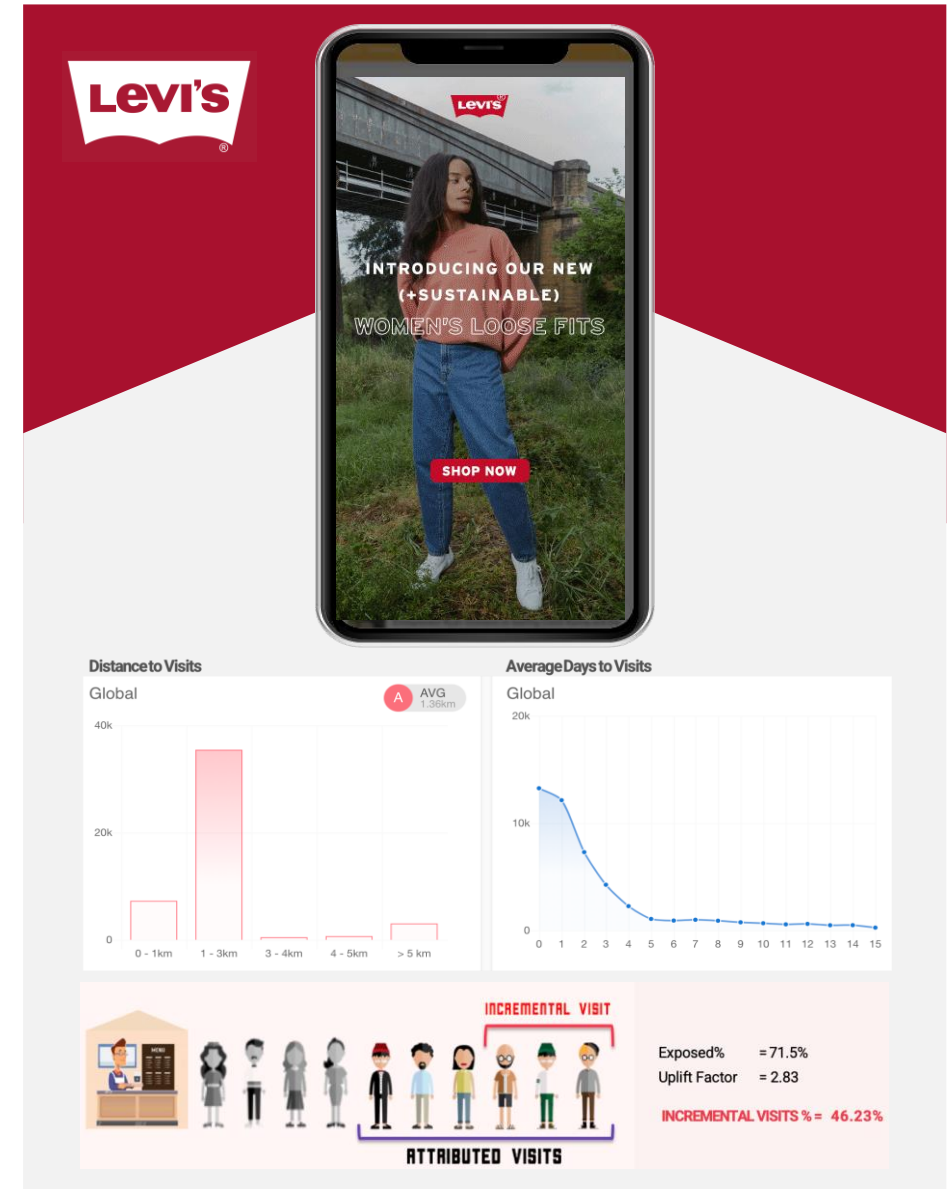 LEVI'S
®
LEVI'S
®
INTRODUCING OUR NEW
(+SUSTAINABLE)
WOMEN'S LOOSE FITS
SHOP NOW
Distance to Visits
Global
A
AVG
1.36km
40k
20k
0
0 - 1km
1 - 3km
3 - 4km
4 - 5km
> 5 km
Average Days to Visits
Global
20k
10k
0
0 1 2 3 4 5 6 7 8 9 10 11 12 13 14 15
MENU
INCREMENTAL VISIT
ATTRIBUTED VISITS
Exposed% = 71.5%
Uplift Factor = 2.83
INCREMENTAL VISITS % = 46.23%